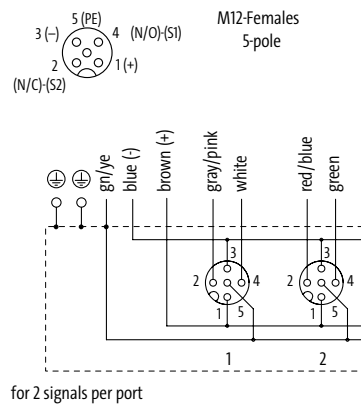 M12-Females
5-pole
5 (PE)
3 (–) 4 (N/O)-(S1)
2 1 (+)
(N/C)-(S2)
gn/ye
blue (-)
brown (+)
gray/pink
white
red/blue
green
3 3
2 4 2 4
1 5 1 5
1 2
for 2 signals per port